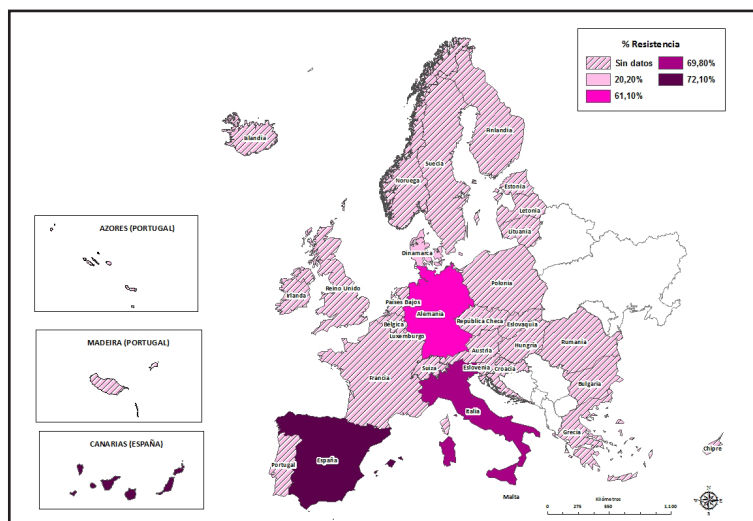 % Resistencia
Sin datos
69,80%
20,20%
72,10%
61,10%
Islandia
Finlandia
Suecia
Noruega
Estonia
Letonia
Lituania
AZORES (PORTUGAL)
Dinamarca
Polonia
Irlanda
Reino Unido
Países Bajos
Alemania
Bélgica
Republica Checa
Eslovaquia
Luxemburgo
MADEIRA (PORTUGAL)
Austria
Hungría
Rumania
Suiza
Eslovenia
Croacia
Francia
Bulgaria
Italia
CANARIAS (ESPAÑA)
Grecia
Chipre
Portugal
España
Malta
Kilómetros
0
275
550
1.100